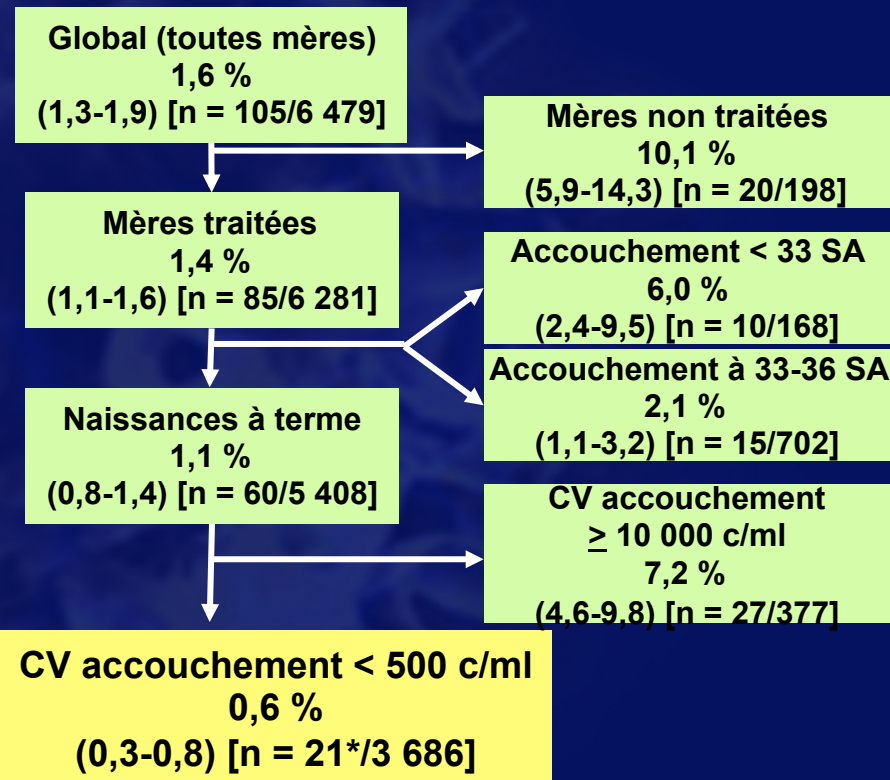 Global (toutes mères)
1,6 %
(1,3-1,9) [n = 105/6 479]
Mères non traitées
10,1 %
(5,9-14,3) [n = 20/198]
Mères traitées
1,4 %
(1,1-1,6) [n = 85/6 281]
Accouchement < 33 SA
6,0 %
(2,4-9,5) [n = 10/168]
Accouchement à 33-36 SA
2,1 %
(1,1-3,2) [n = 15/702]
Naissances à terme
1,1 %
(0,8-1,4) [n = 60/5 408]
CV accouchement
≥ 10 000 c/ml
7,2 %
(4,6-9,8) [n = 27/377]
CV accouchement < 500 c/ml
0,6 %
(0,3-0,8) [n = 21*/3 686]